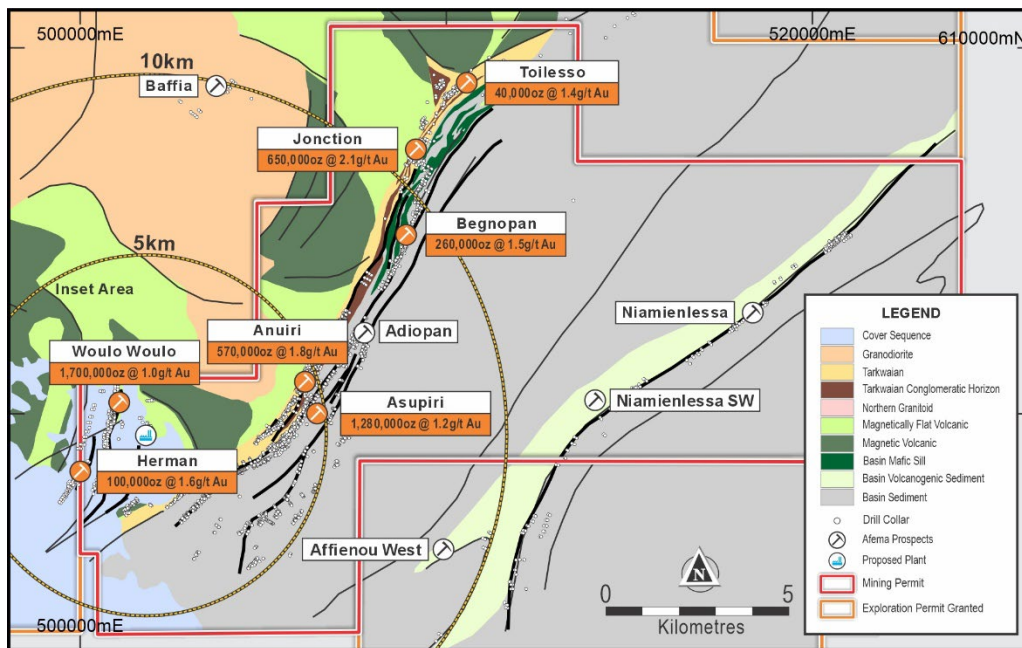 500000mE
520000mE
610000mN
10km
Baffia
Toilesso
40,000oz @ 1.4g/t Au
Jonction
650,000oz @ 2.1g/t Au
Begnopan
260,000oz @ 1.5g/t Au
5km
Inset Area
Anuiri
570,000oz @ 1.8g/t Au
Adiopan
Niamienlessa
Woulo Woulo
1,700,000oz @ 1.0g/t Au
Asupiri
1,280,000oz @ 1.2g/t Au
Niamienlessa SW
Herman
100,000oz @ 1.6g/t Au
Affienou West
500000mE
N
0
5
Kilometres
LEGEND
Cover Sequence
Granodiorite
Tarkwaian
Tarkwaian Conglomeratic Horizon
Northern Granitoid
Magnetically Flat Volcanic
Magnetic Volcanic
Basin Mafic Sill
Basin Volcanogenic Sediment
Basin Sediment
Drill Collar
Afema Prospects
Proposed Plant
Mining Permit
Exploration Permit Granted